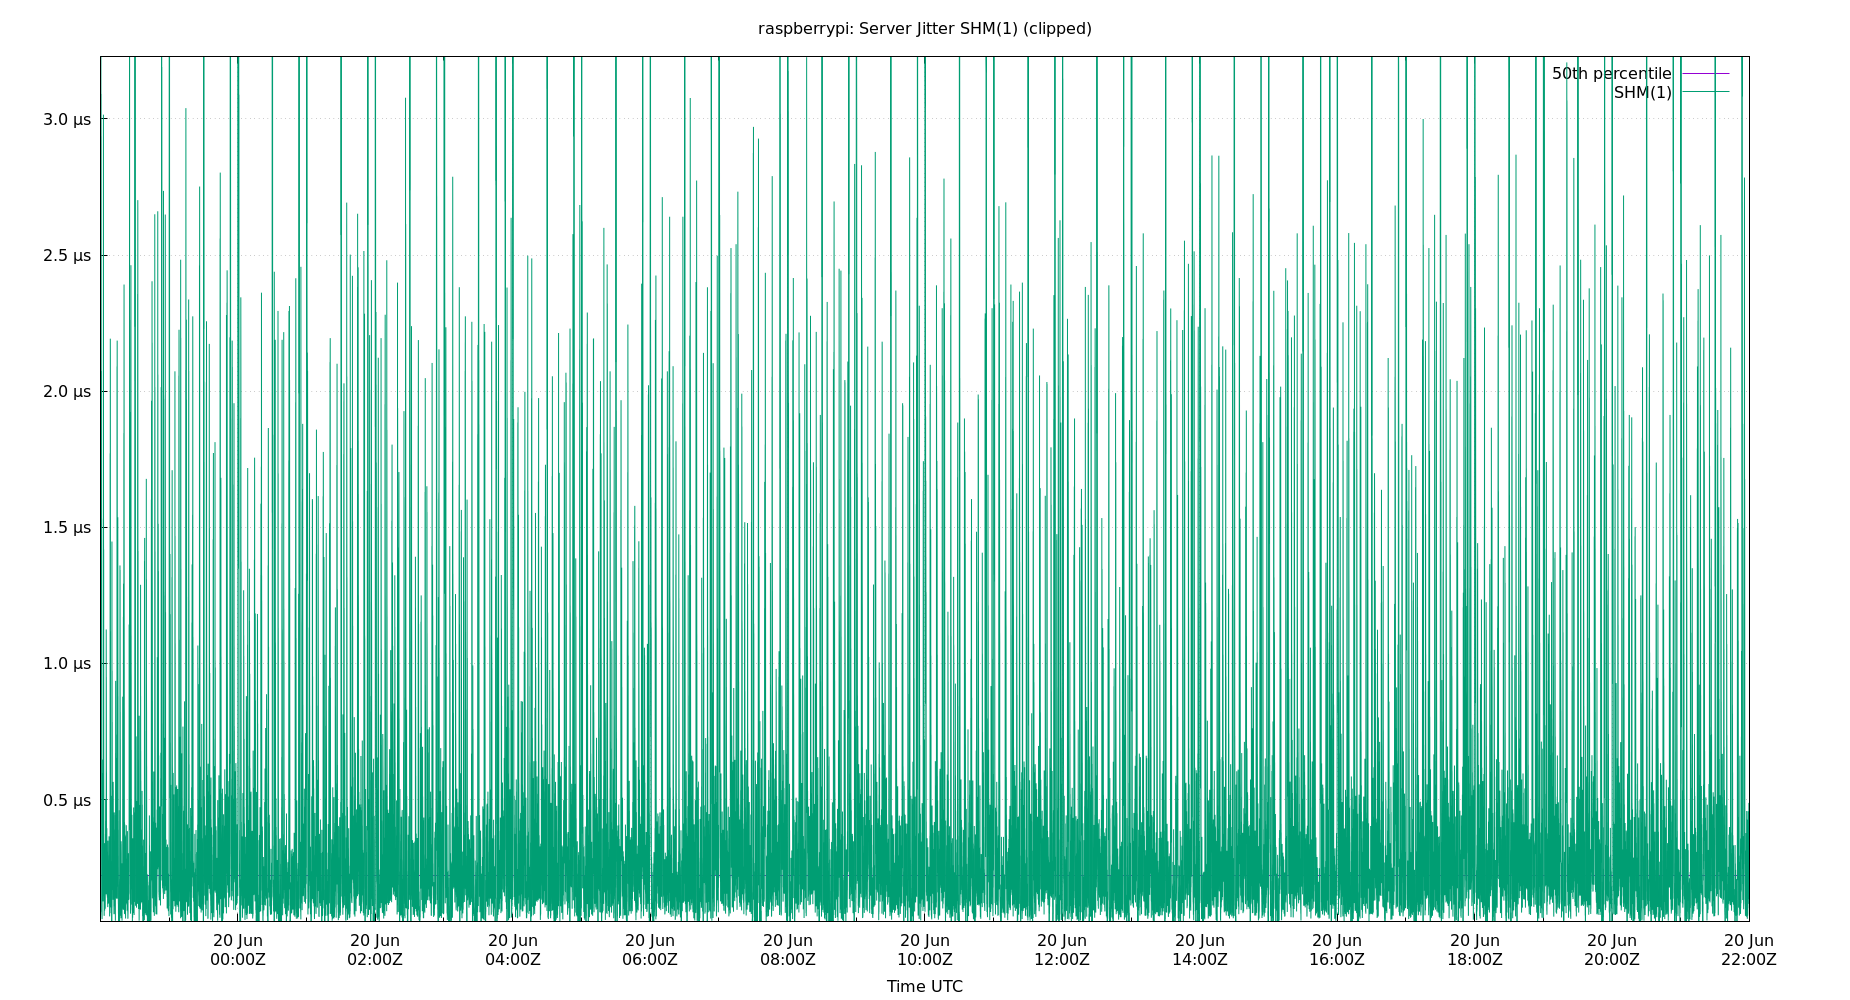 raspberrypi: Server Jitter SHM(1) (clipped)
50th percentile
SHM(1)
3.0 µs
2.5 µs
2.0 µs
1.5 µs
1.0 µs
0.5 µs
20 Jun 20 Jun 20 Jun 20 Jun 20 Jun 20 Jun 20 Jun 20 Jun 20 Jun 20 Jun 20 Jun 20 Jun
00:00Z 02:00Z 04:00Z 06:00Z 08:00Z 10:00Z 12:00Z 14:00Z 16:00Z 18:00Z 20:00Z 22:00Z
Time UTC